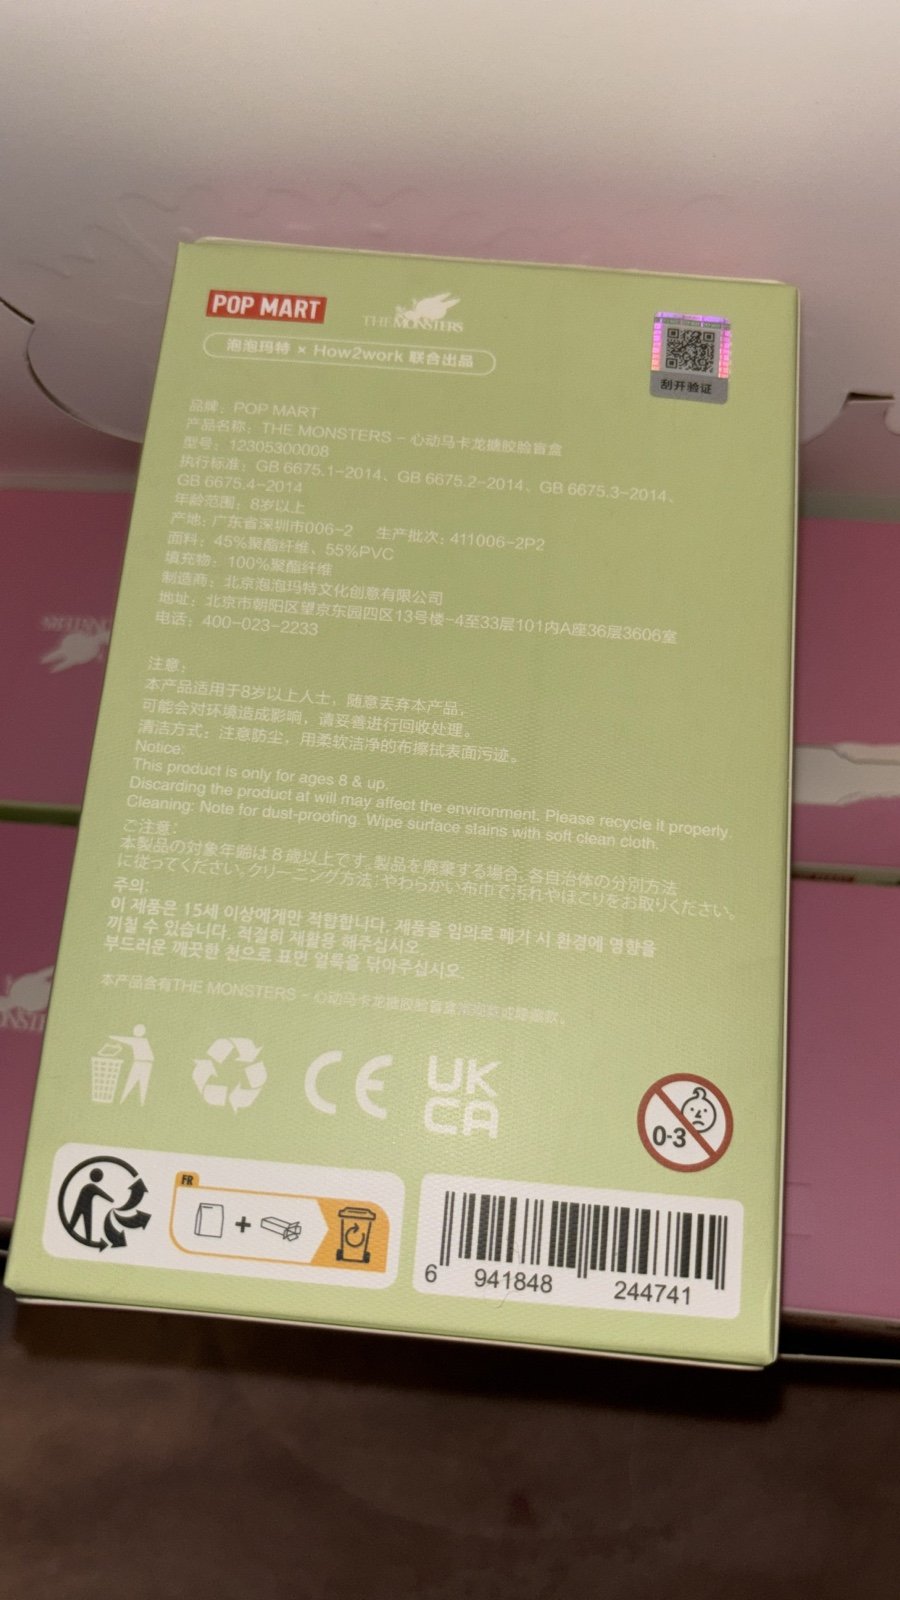 POP MART
THE MONSTERS
泡泡玛特 × How2work 联合出品
刮开验证
品牌：POP MART
产品名称：THE MONSTERS - 心动马卡龙搪胶脸盲盒
型号：12305300008
执行标准：GB 6675.1-2014、GB 6675.2-2014、GB 6675.3-2014、
GB 6675.4-2014
年龄范围：8岁以上
产地：广东省深圳市006-2 生产批次：411006-2P2
面料：45%聚酯纤维、55%PVC
填充物：100%聚酯纤维
制造商：北京泡泡玛特文化创意有限公司
地址：北京市朝阳区望京东园四区13号楼-4至33层101内A座36层3606室
电话：400-023-2233
注意：
本产品适用于8岁以上人士，随意丢弃本产品，
可能会对环境造成影响，请妥善进行回收处理。
清洁方式：注意防尘，用柔软洁净的布擦拭表面污迹。
Notice:
This product is only for ages 8 & up.
Discarding the product at will may affect the environment. Please recycle it properly.
Cleaning: Note for dust-proofing. Wipe surface stains with soft clean cloth.
ご注意:
本製品の対象年齢は8歳以上です。製品を廃棄する場合、各自治体の分別方法
に従ってください。クリーニング方法：やわらかい布巾で汚れやほこりをお取りください。
주의:
이 제품은 15세 이상에게만 적합합니다. 제품을 임의로 폐기 시 환경에 영향을
끼칠 수 있습니다. 적절히 재활용 해주십시오.
부드러운 깨끗한 천으로 표면 얼룩을 닦아주십시오.
本产品含有THE MONSTERS - 心动马卡龙搪胶脸盲盒
CE
UK
CA
0-3
FR
6 941848 244741